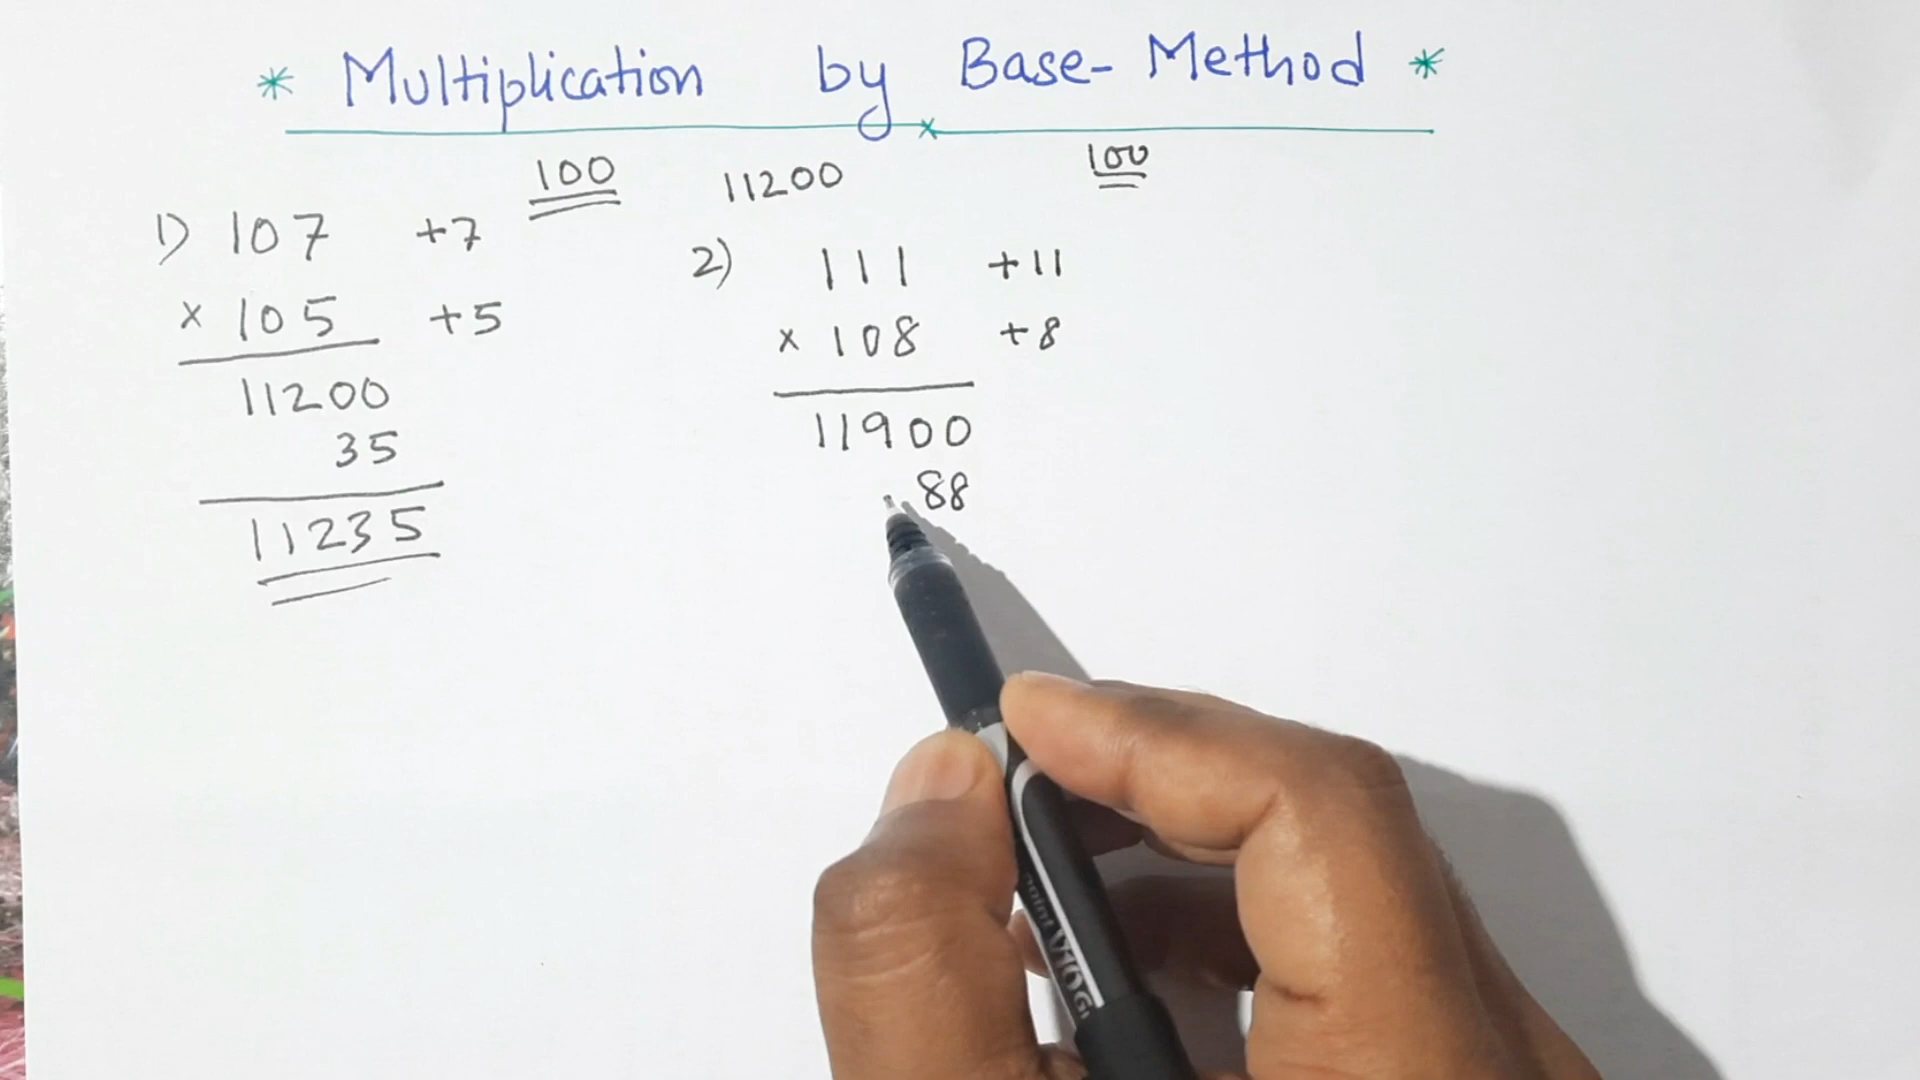 * Multiplication by Base-Method *
100
1) 107 +7
× 105 +5
11200
35
11235
11200
100
2) 111 +11
× 108 +8
11900
88